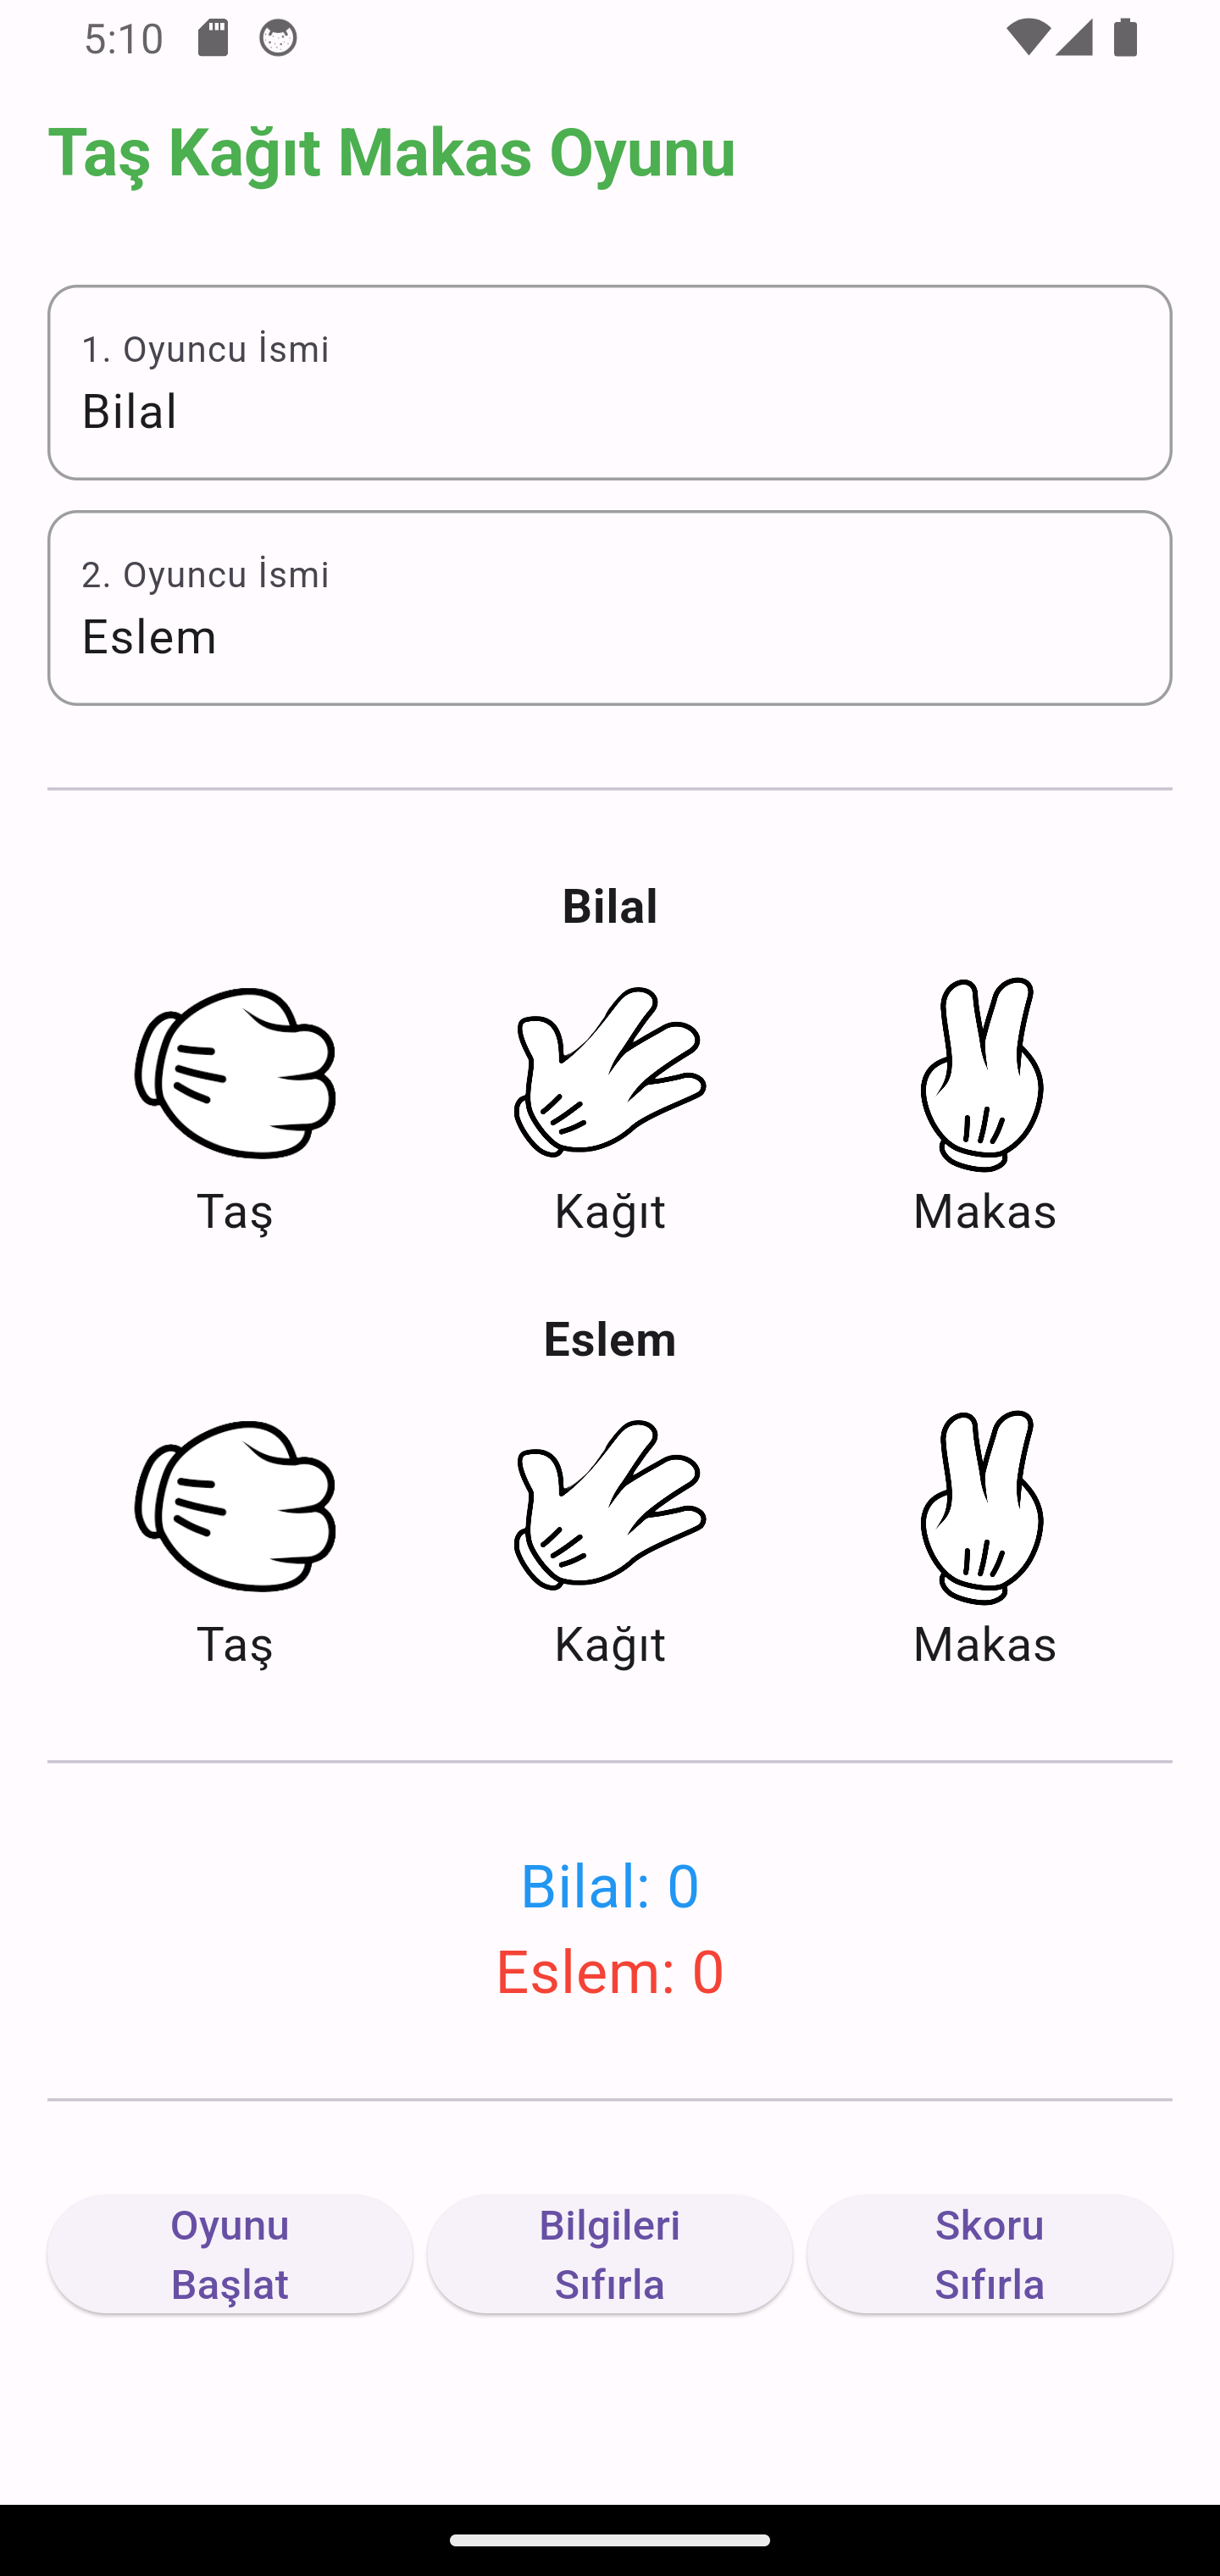 5:10
Taş Kağıt Makas Oyunu
1. Oyuncu İsmi
Bilal
2. Oyuncu İsmi
Eslem
Bilal
Taş Kağıt Makas
Eslem
Taş Kağıt Makas
Bilal: 0
Eslem: 0
Oyunu Başlat
Bilgileri Sıfırla
Skoru Sıfırla